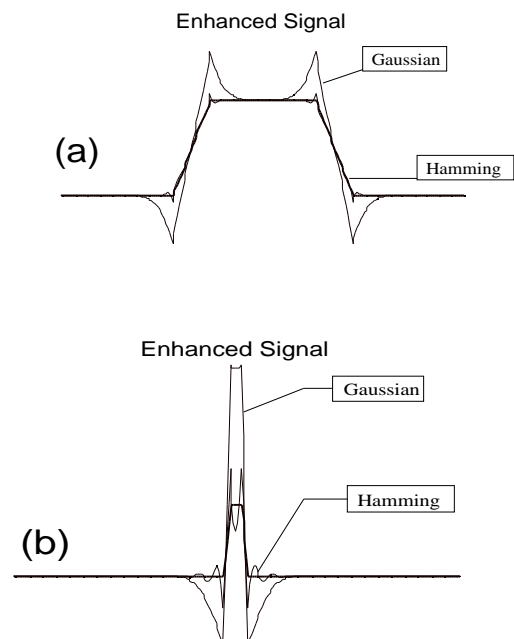 Enhanced Signal
Gaussian
(a)
Hamming
Enhanced Signal
Gaussian
Hamming
(b)